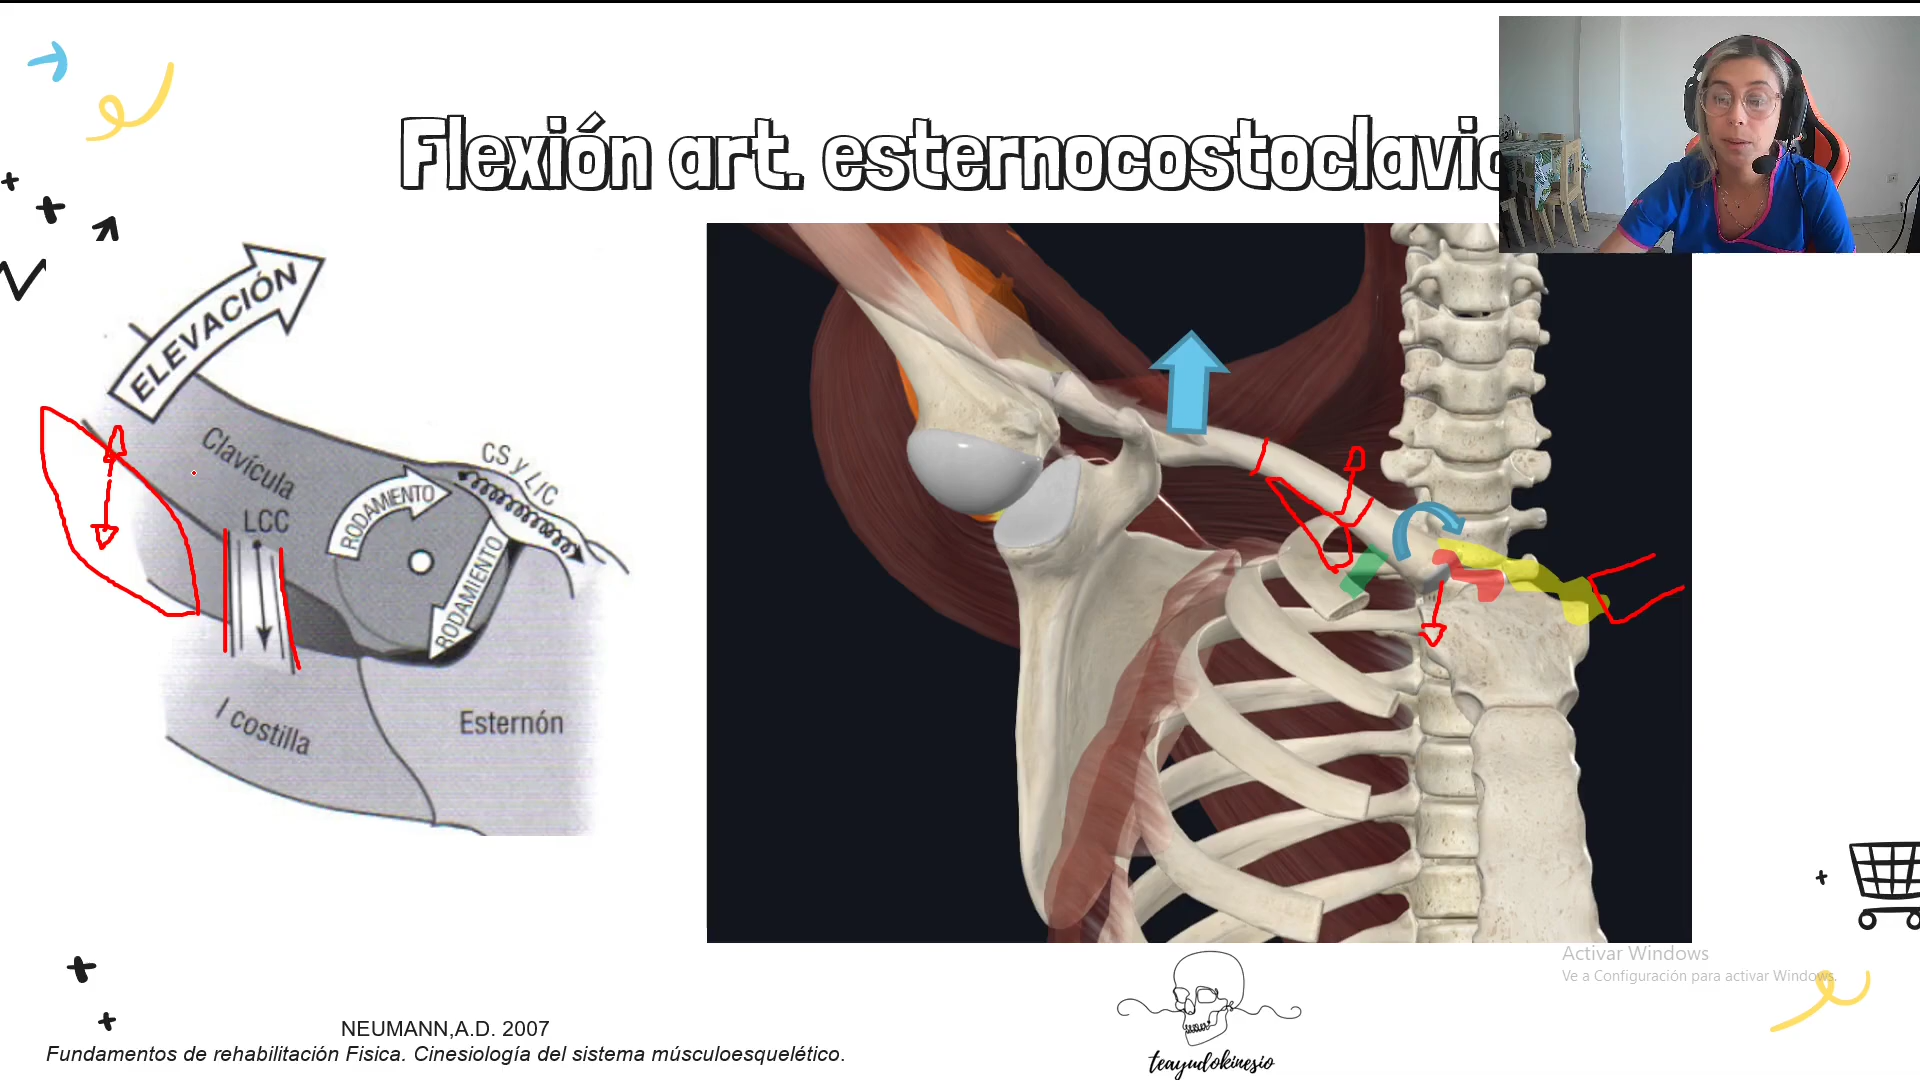 Flexión art. esternocostoclavic
ELEVACIÓN
Clavícula
CS y LIC
RODAMIENTO
LCC
RODAMIENTO
I costilla
Esternón
Activar Windows
Ve a Configuración para activar Windows.
NEUMANN,A.D. 2007
Fundamentos de rehabilitación Fisica. Cinesiología del sistema músculoesquelético.
teayudokinesio